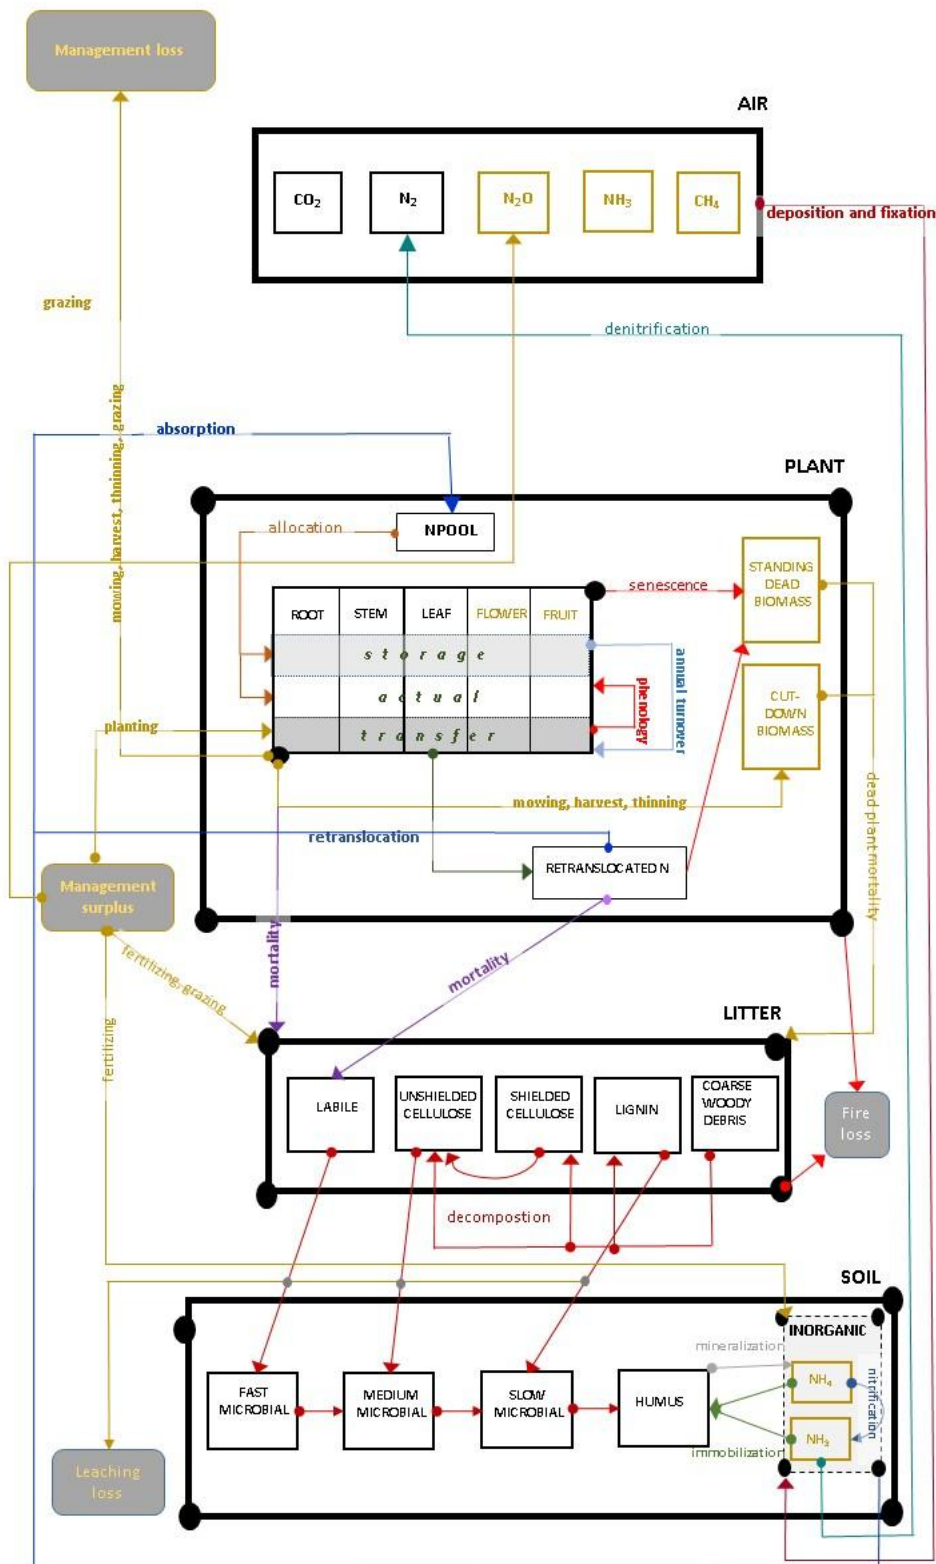 Management loss
AIR
CO₂
N₂
N₂O
NH₃
CH₄
deposition and fixation
grazing
denitrification
mowing, harvest, thninning, grazing
absorption
PLANT
allocation
NPOOL
senescence
STANDING
DEAD
BIOMASS
ROOT
STEM
LEAF
FLOWER
FRUIT
storage
actual
transfer
phenology
annual turnover
CUT-
DOWN
BIOMASS
planting
mowing, harvest, thinning
dead plant mortality
retranslocation
RETRANSLOCATED N
Management
surplus
mortality
mortality
fertilizing, grazing
fertilizing
LITTER
LABILE
UNSHIELDED
CELLULOSE
SHIELDED
CELLULOSE
LIGNIN
COARSE
WOODY
DEBRIS
Fire
loss
decompostion
SOIL
INORGANIC
mineralization
NH₄
nitrification
FAST
MICROBIAL
MEDIUM
MICROBIAL
SLOW
MICROBIAL
HUMUS
NH₃
immobilization
Leaching
loss